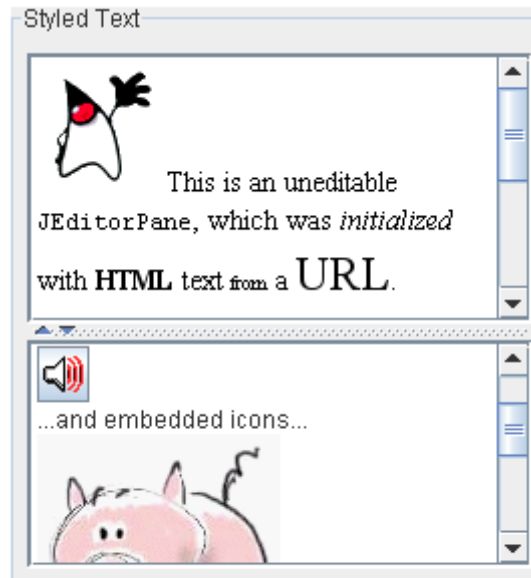 Styled Text
This is an uneditable
JEditorPane, which was initialized
with HTML text from a URL.
...and embedded icons...